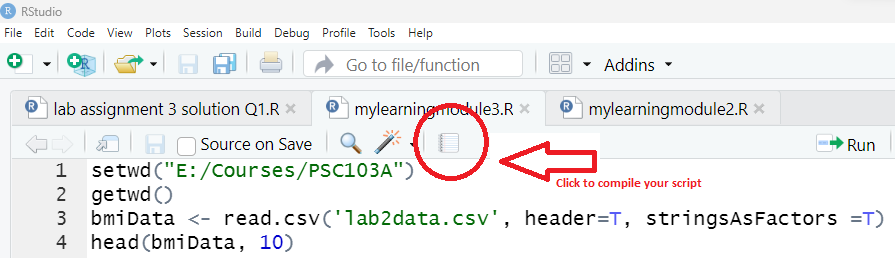 RStudio
File Edit Code View Plots Session Build Debug Profile Tools Help
Go to file/function Addins
lab assignment 3 solution Q1.R mylearningmodule3.R mylearningmodule2.R
Source on Save Run
1 setwd("E:/Courses/PSC103A")
Click to compile your script
2 getwd()
3 bmiData <- read.csv('lab2data.csv', header=T, stringsAsFactors =T)
4 head(bmiData, 10)